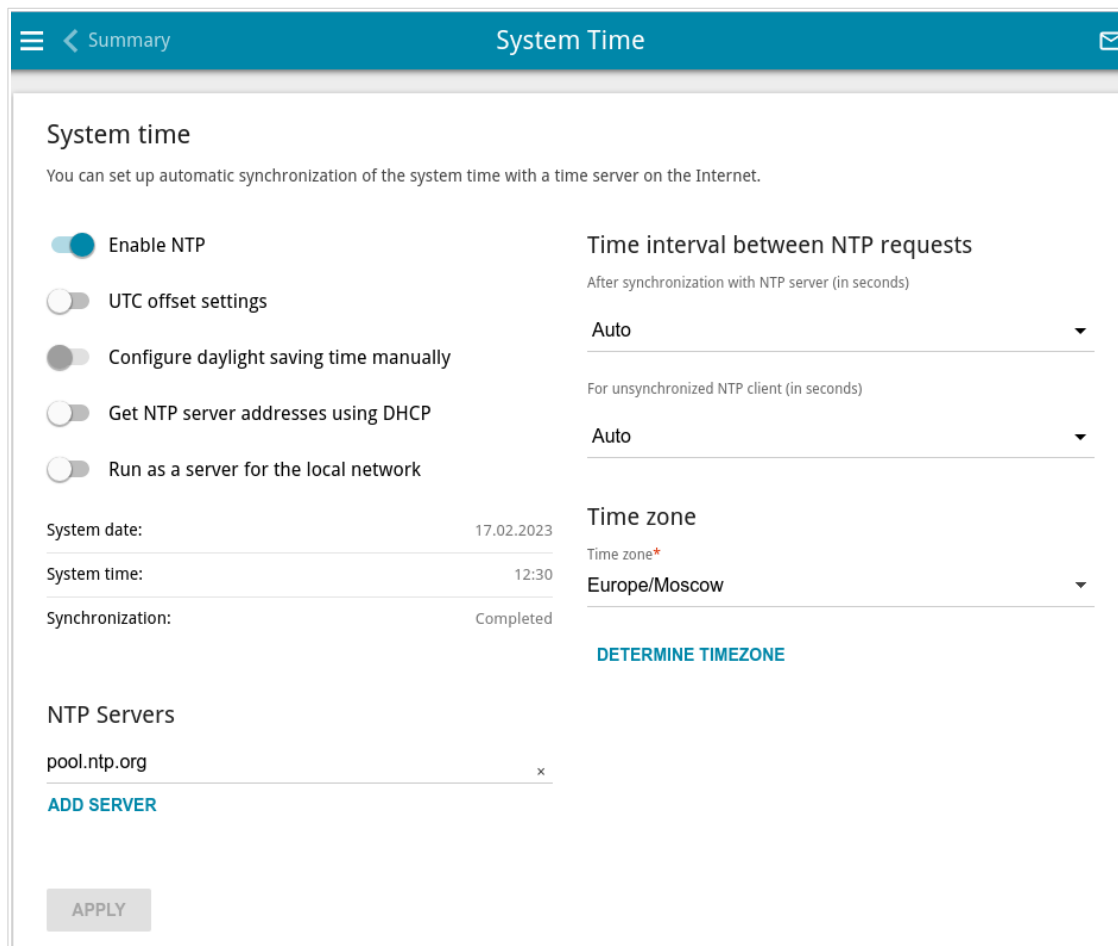 Summary
System Time
System time
You can set up automatic synchronization of the system time with a time server on the Internet.
Enable NTP
UTC offset settings
Configure daylight saving time manually
Get NTP server addresses using DHCP
Run as a server for the local network
System date: 17.02.2023
System time: 12:30
Synchronization: Completed
NTP Servers
pool.ntp.org ×
ADD SERVER
APPLY
Time interval between NTP requests
After synchronization with NTP server (in seconds)
Auto
For unsynchronized NTP client (in seconds)
Auto
Time zone
Time zone*
Europe/Moscow
DETERMINE TIMEZONE